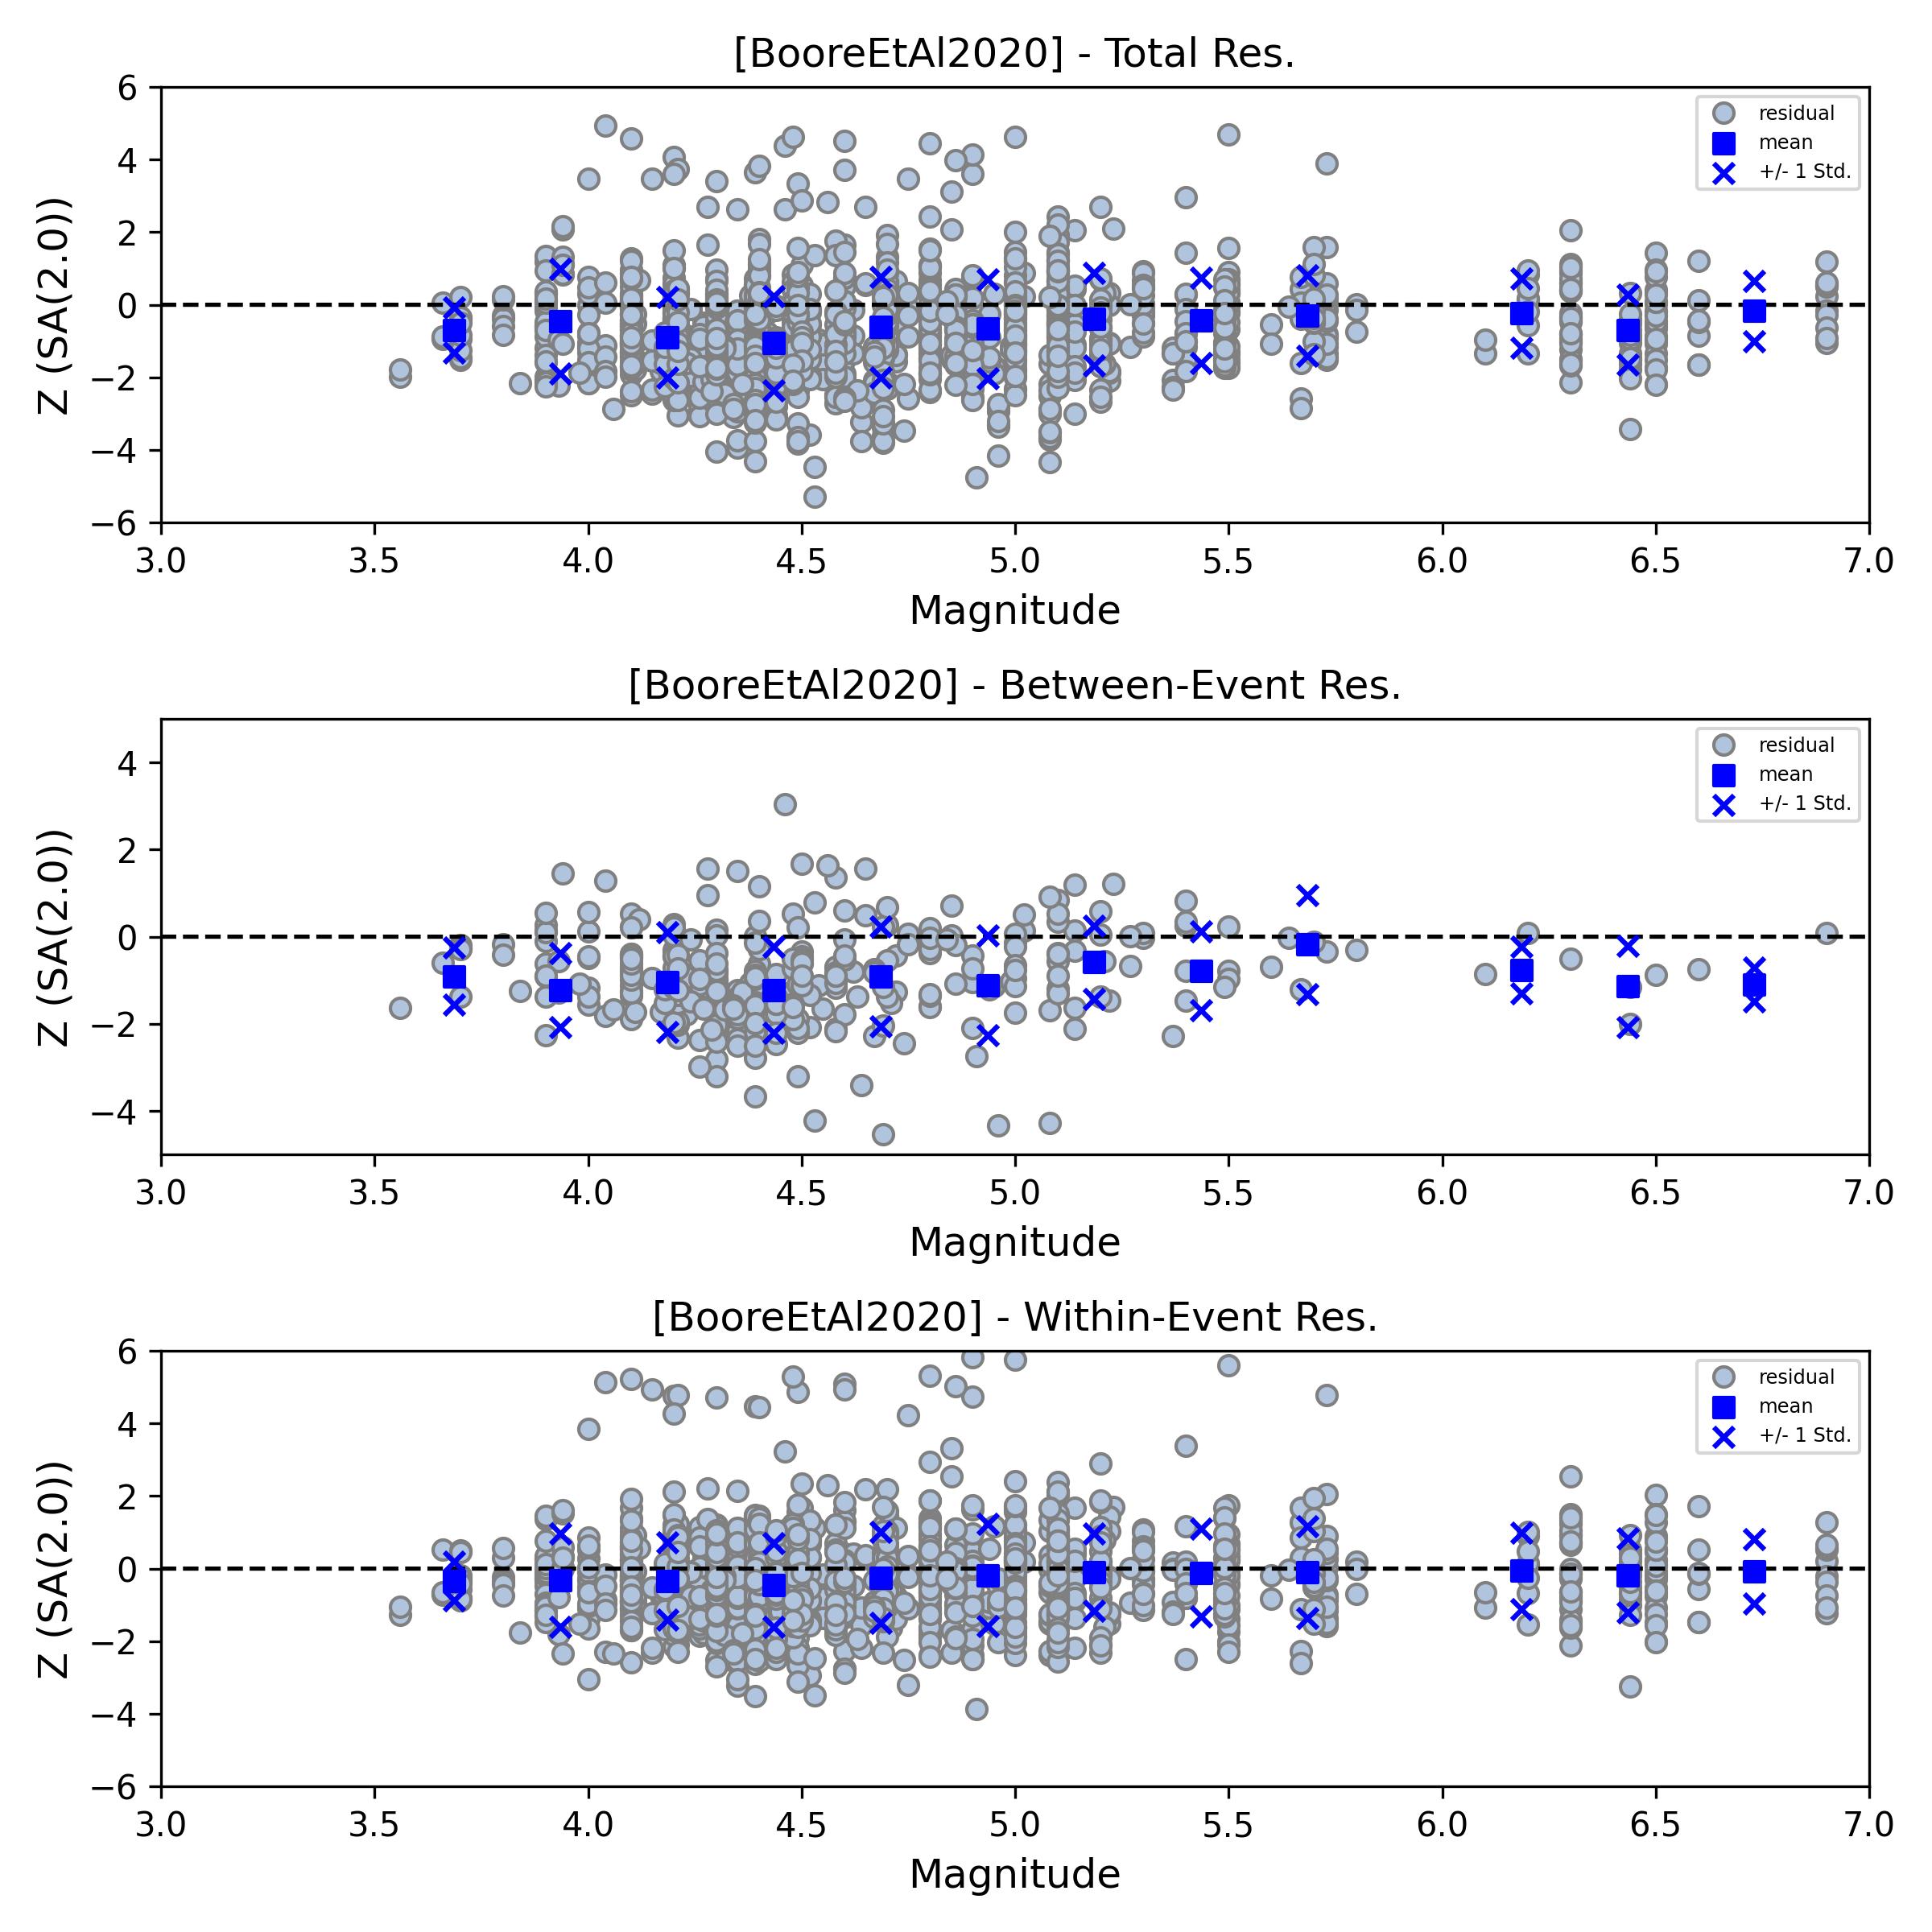 [BooreEtAl2020] - Total Res.
Z (SA(2.0))
6
4
2
0
−2
−4
−6
residual
mean
+/- 1 Std.
3.0 3.5 4.0 4.5 5.0 5.5 6.0 6.5 7.0
Magnitude
[BooreEtAl2020] - Between-Event Res.
Z (SA(2.0))
4
2
0
−2
−4
residual
mean
+/- 1 Std.
3.0 3.5 4.0 4.5 5.0 5.5 6.0 6.5 7.0
Magnitude
[BooreEtAl2020] - Within-Event Res.
Z (SA(2.0))
6
4
2
0
−2
−4
−6
residual
mean
+/- 1 Std.
3.0 3.5 4.0 4.5 5.0 5.5 6.0 6.5 7.0
Magnitude